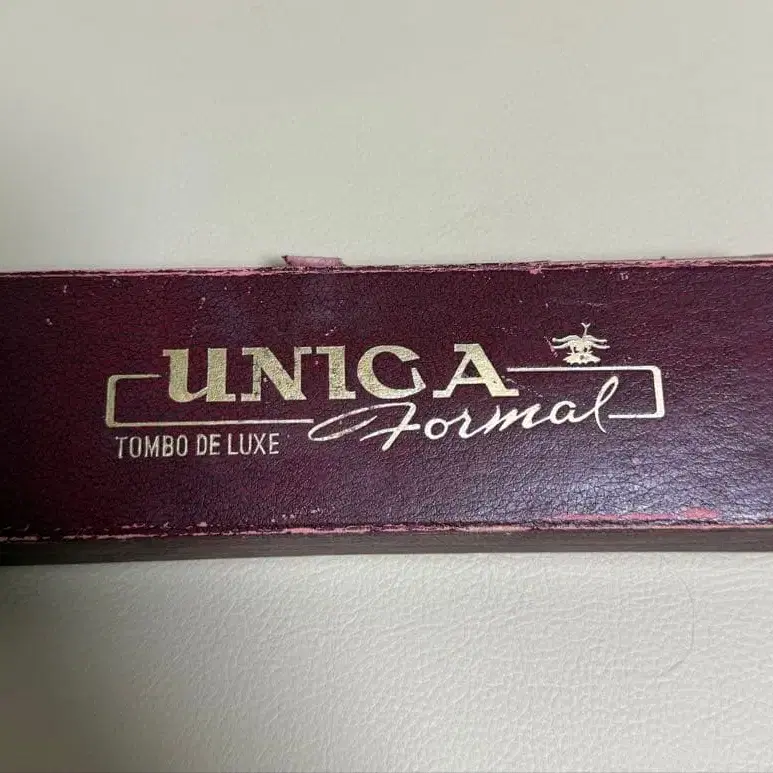 UNICA
Formal
TOMBO DE LUXE